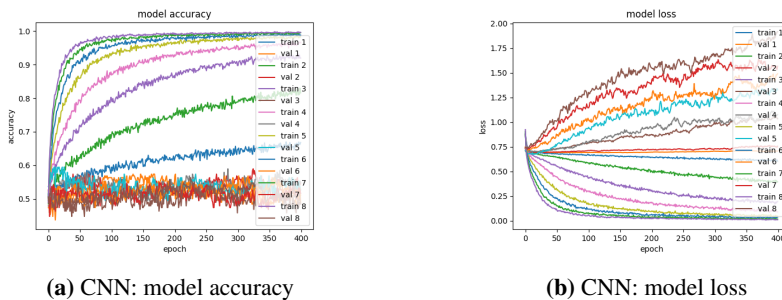 model accuracy
1.0
0.9
0.8
0.7
0.6
0.5
accuracy
0
50
100
150
200
250
300
350
400
epoch
train 1
val 1
train 2
val 2
train 3
val 3
train 4
val 4
train 5
val 5
train 6
val 6
train 7
val 7
train 8
val 8
(a) CNN: model accuracy
model loss
2.00
1.75
1.50
1.25
1.00
0.75
0.50
0.25
0.00
loss
0
50
100
150
200
250
300
350
400
epoch
train 1
val 1
train 2
val 2
train 3
val 3
train 4
val 4
train 5
val 5
train 6
val 6
train 7
val 7
train 8
val 8
(b) CNN: model loss